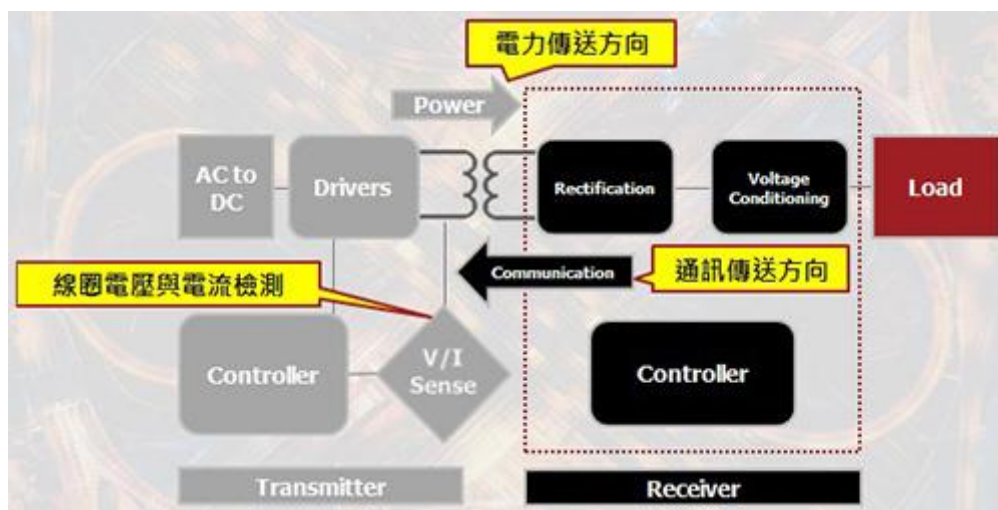 電力傳送方向
Power
AC to
DC
Drivers
Rectification
Voltage
Conditioning
Load
線圈電壓與電流檢測
Communication
通訊傳送方向
Controller
V/I
Sense
Controller
Transmitter
Receiver